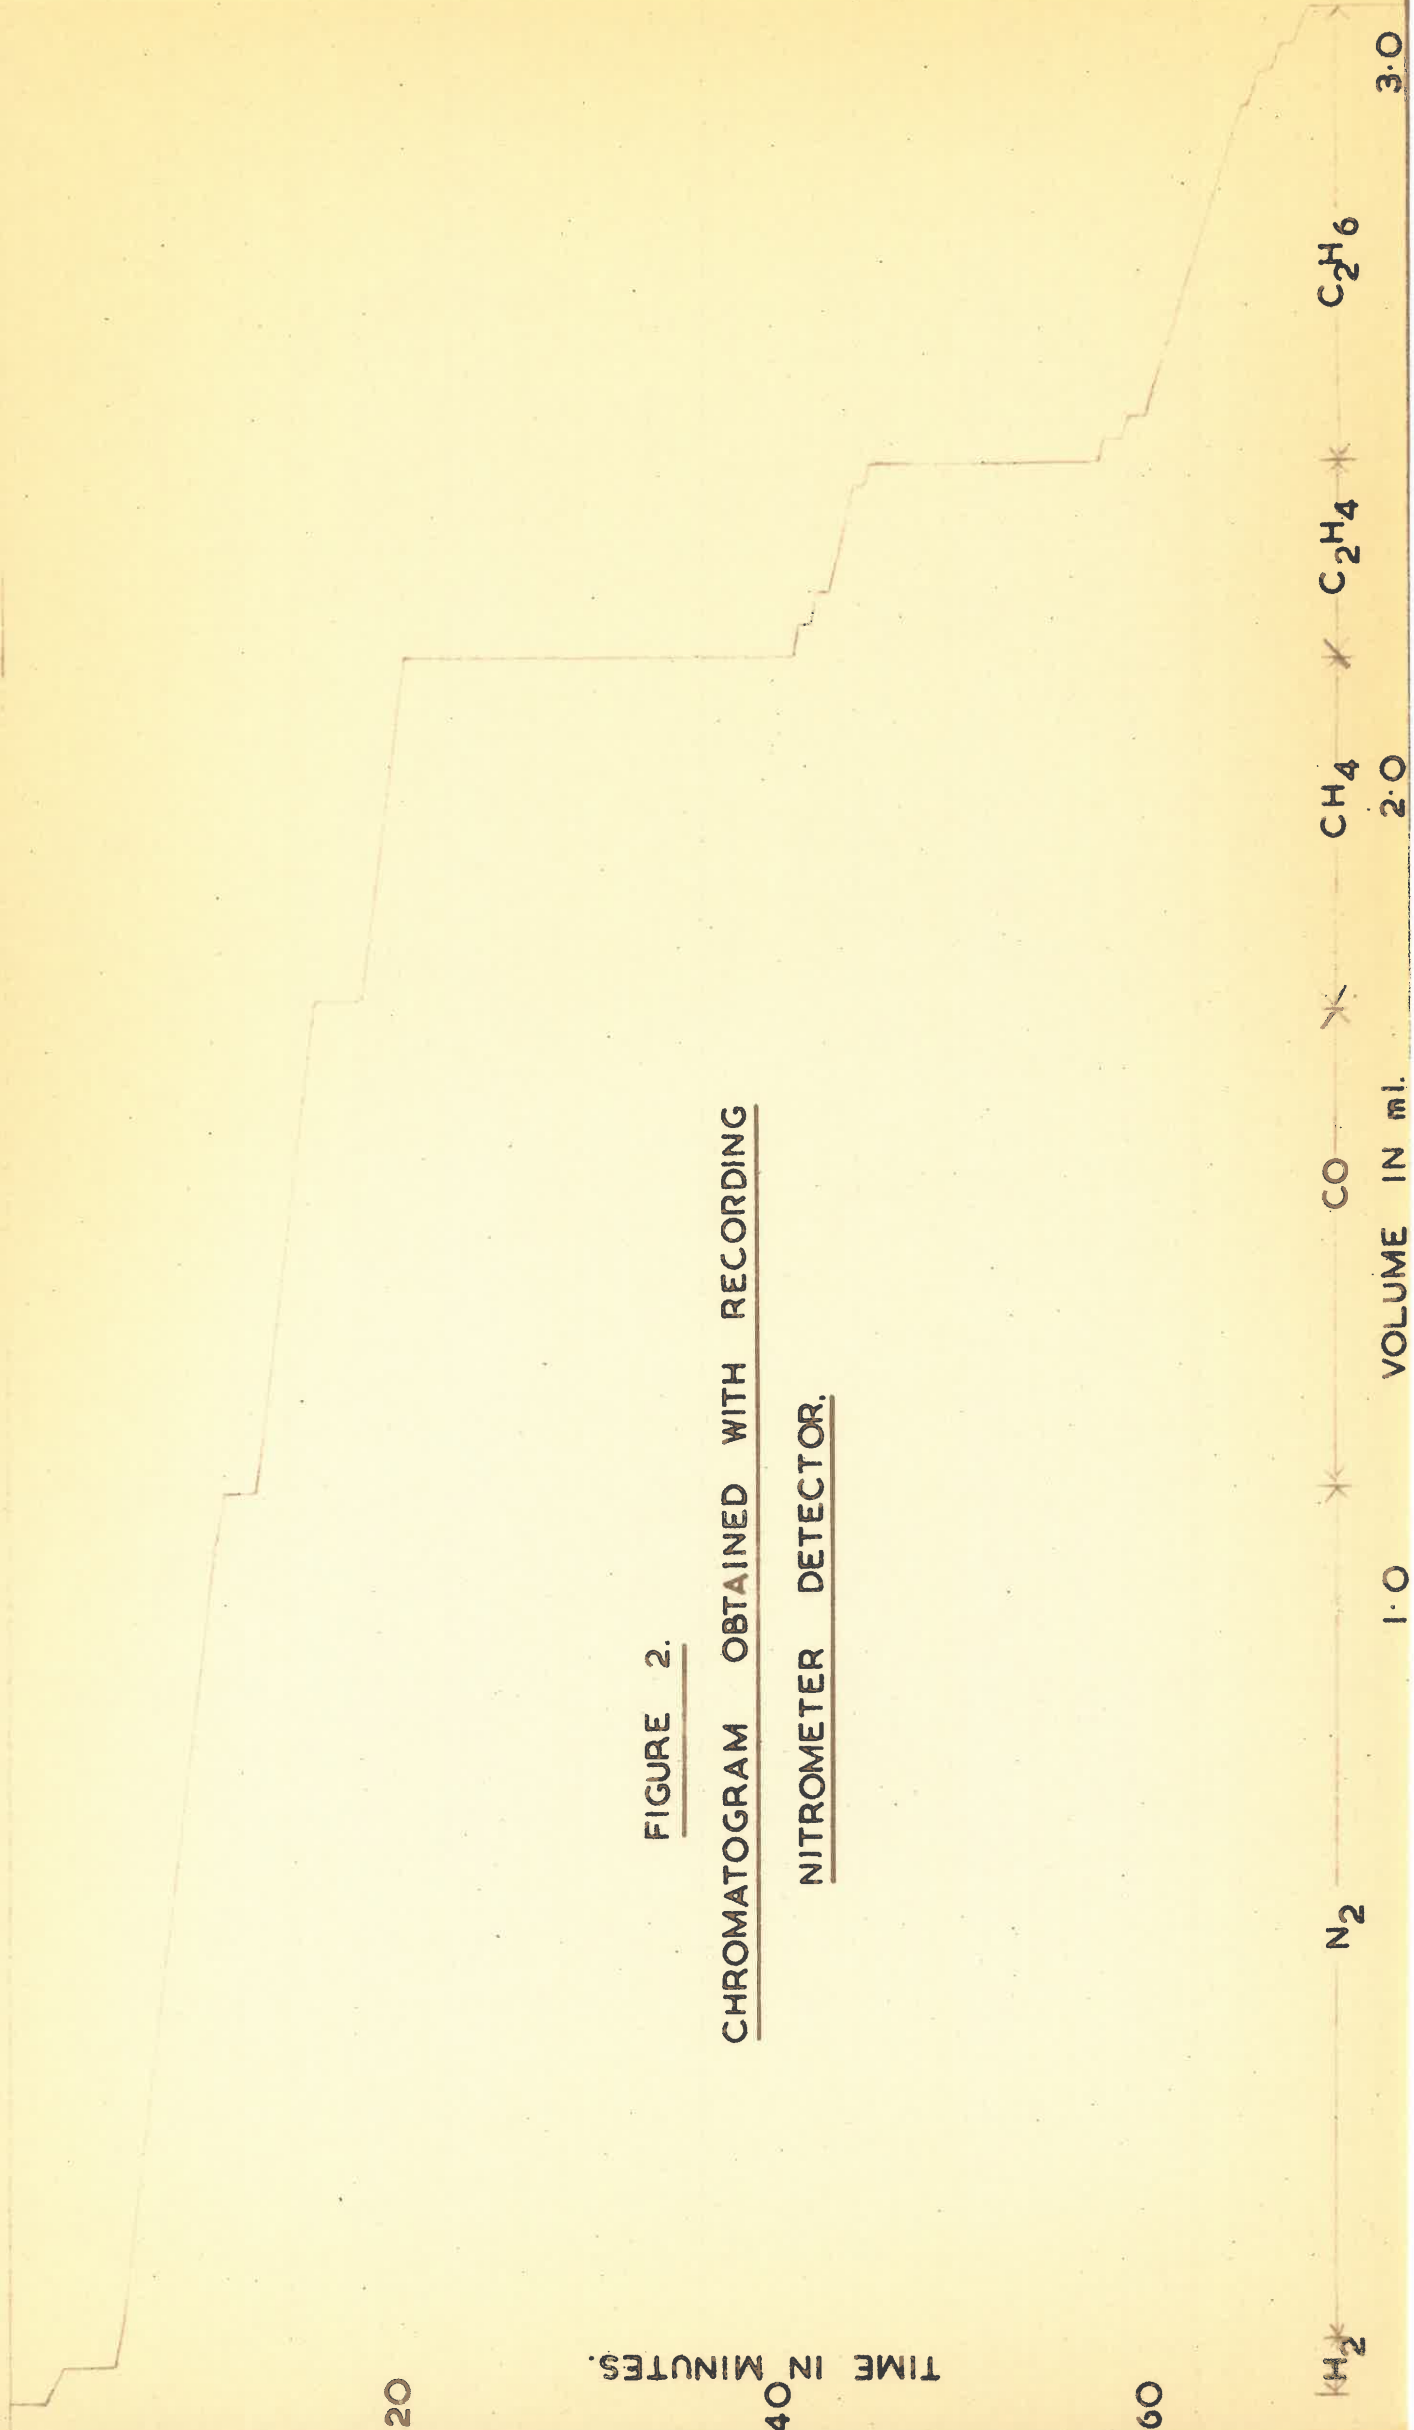 FIGURE 2.
CHROMATOGRAM OBTAINED WITH RECORDING
NITROMETER DETECTOR.
TIME IN MINUTES.
20
40
60
H2 N2 CO CH4 C2H4 C2H6
1·0 2·0 3·0
VOLUME IN ml.